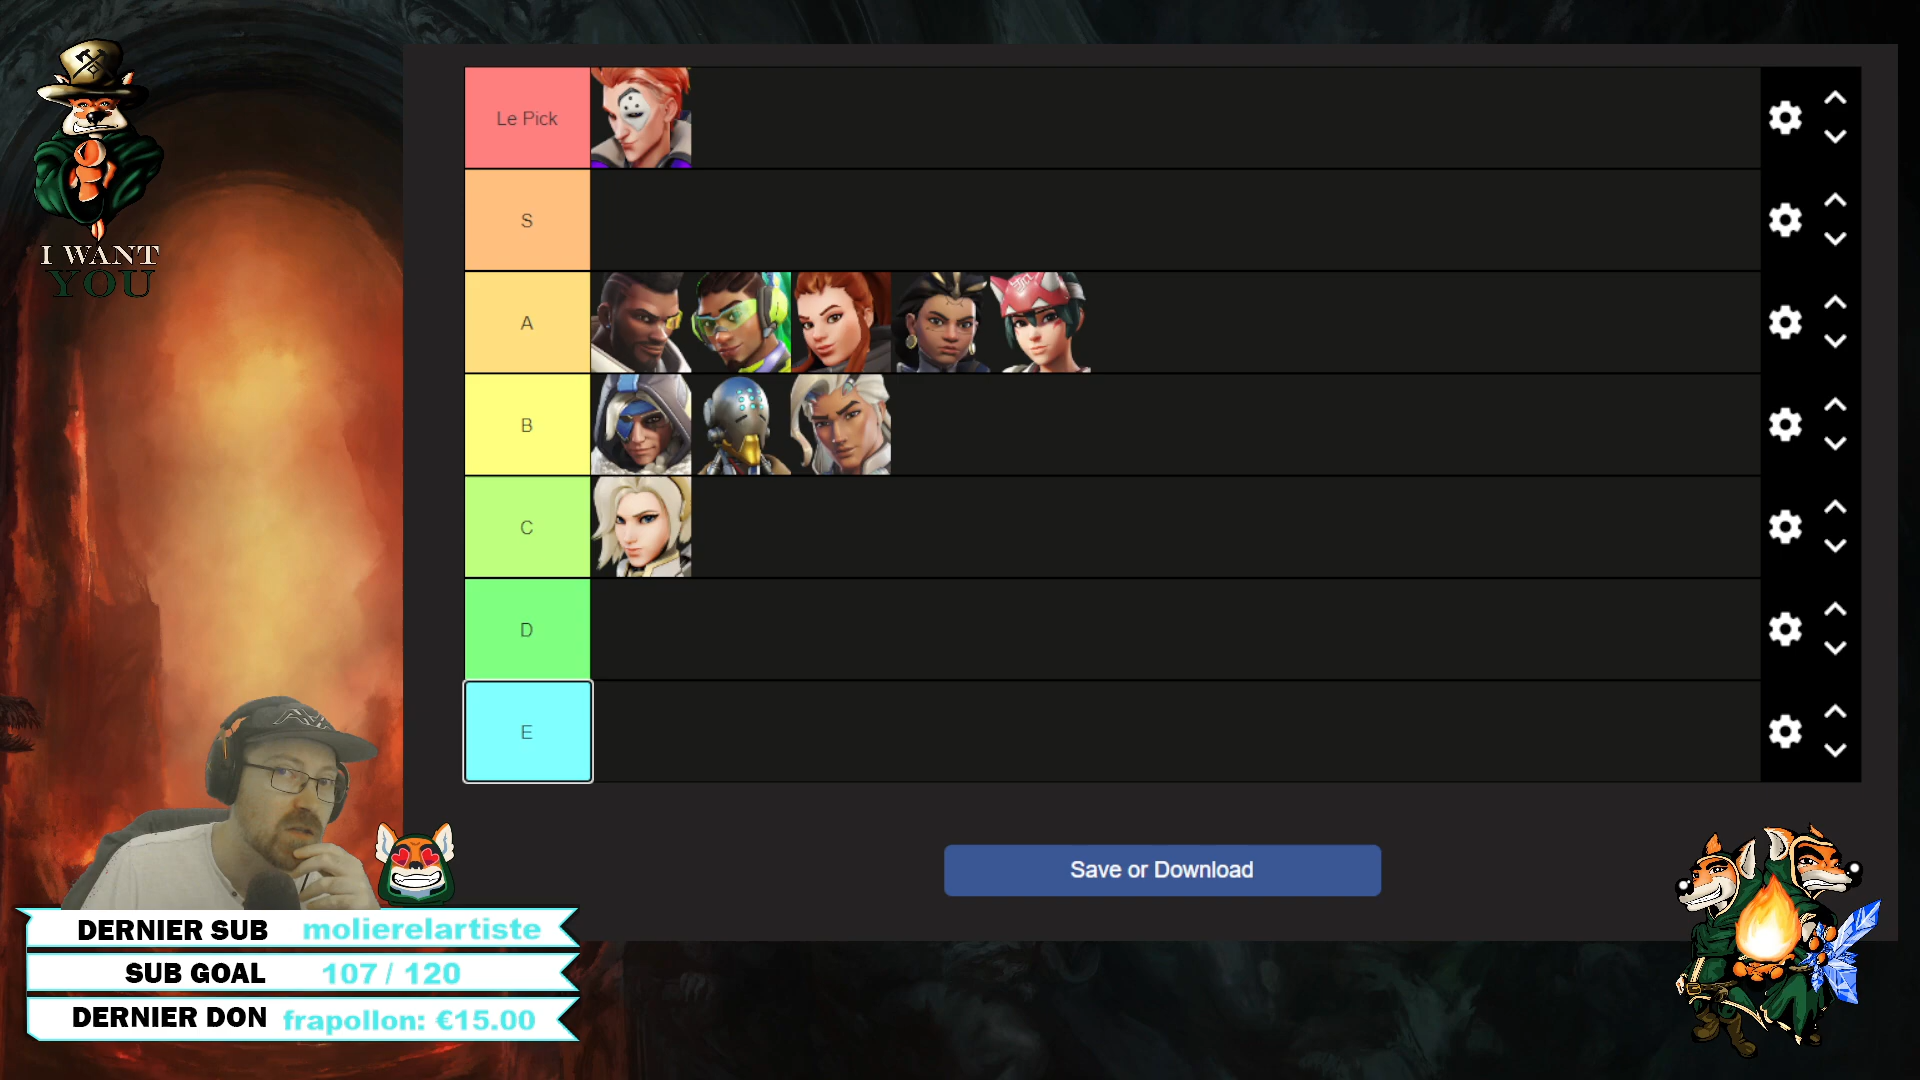 I WANT
YOU
Le Pick
S
A
B
C
D
E
Save or Download
DERNIER SUB molierelartiste
SUB GOAL 107 / 120
DERNIER DON frapollon: €15.00